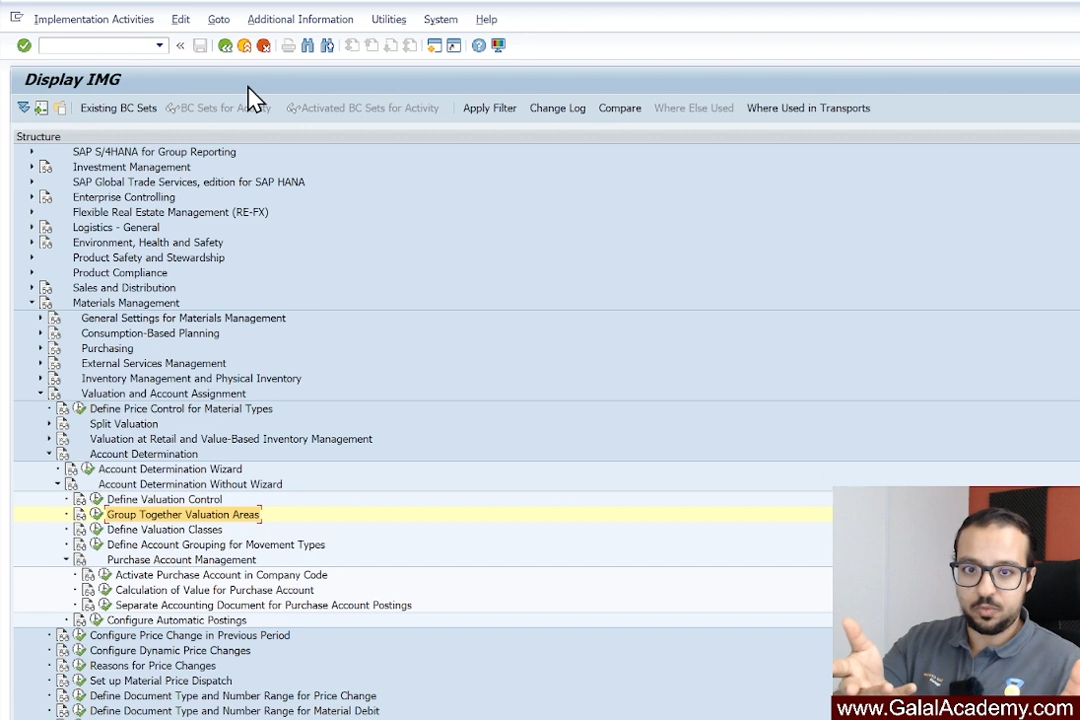 Implementation Activities Edit Goto Additional Information Utilities System Help
Display IMG
Existing BC Sets BC Sets for Activity Activated BC Sets for Activity Apply Filter Change Log Compare Where Else Used Where Used in Transports
Structure
SAP S/4HANA for Group Reporting
Investment Management
SAP Global Trade Services, edition for SAP HANA
Enterprise Controlling
Flexible Real Estate Management (RE-FX)
Logistics - General
Environment, Health and Safety
Product Safety and Stewardship
Product Compliance
Sales and Distribution
Materials Management
General Settings for Materials Management
Consumption-Based Planning
Purchasing
External Services Management
Inventory Management and Physical Inventory
Valuation and Account Assignment
Define Price Control for Material Types
Split Valuation
Valuation at Retail and Value-Based Inventory Management
Account Determination
Account Determination Wizard
Account Determination Without Wizard
Define Valuation Control
Group Together Valuation Areas
Define Valuation Classes
Define Account Grouping for Movement Types
Purchase Account Management
Activate Purchase Account in Company Code
Calculation of Value for Purchase Account
Separate Accounting Document for Purchase Account Postings
Configure Automatic Postings
Configure Price Change in Previous Period
Configure Dynamic Price Changes
Reasons for Price Changes
Set up Material Price Dispatch
Define Document Type and Number Range for Price Change
Define Document Type and Number Range for Material Debit
www.GalalAcademy.com